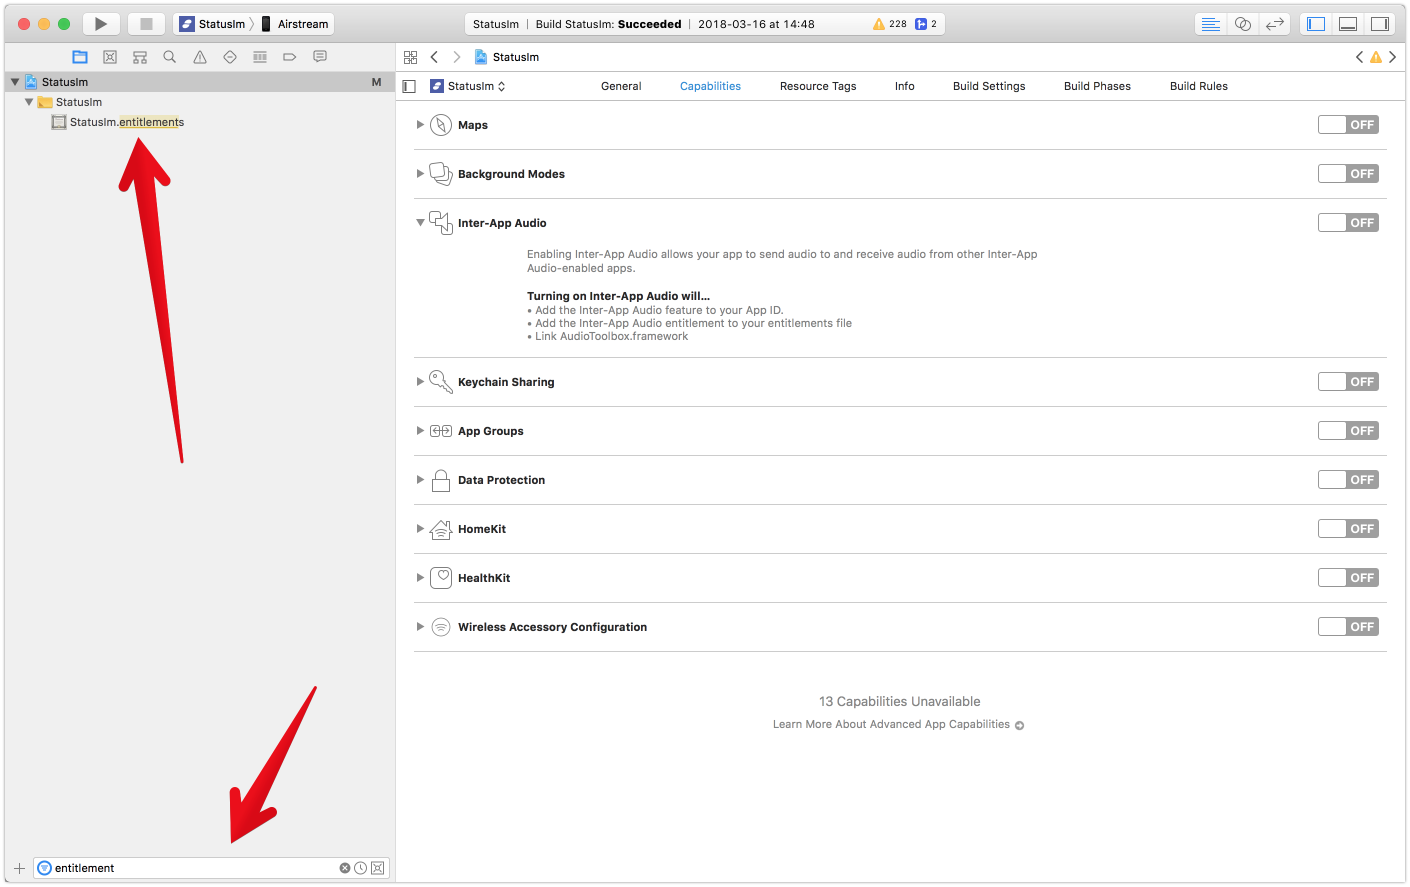 StatusIm Airstream
StatusIm | Build StatusIm: Succeeded | 2018-03-16 at 14:48 228 2
StatusIm M
StatusIm
StatusIm.entitlements
StatusIm
StatusIm General Capabilities Resource Tags Info Build Settings Build Phases Build Rules
Maps OFF
Background Modes OFF
Inter-App Audio OFF
Enabling Inter-App Audio allows your app to send audio to and receive audio from other Inter-App
Audio-enabled apps.
Turning on Inter-App Audio will...
• Add the Inter-App Audio feature to your App ID.
• Add the Inter-App Audio entitlement to your entitlements file
• Link AudioToolbox.framework
Keychain Sharing OFF
App Groups OFF
Data Protection OFF
HomeKit OFF
HealthKit OFF
Wireless Accessory Configuration OFF
13 Capabilities Unavailable
Learn More About Advanced App Capabilities
entitlement